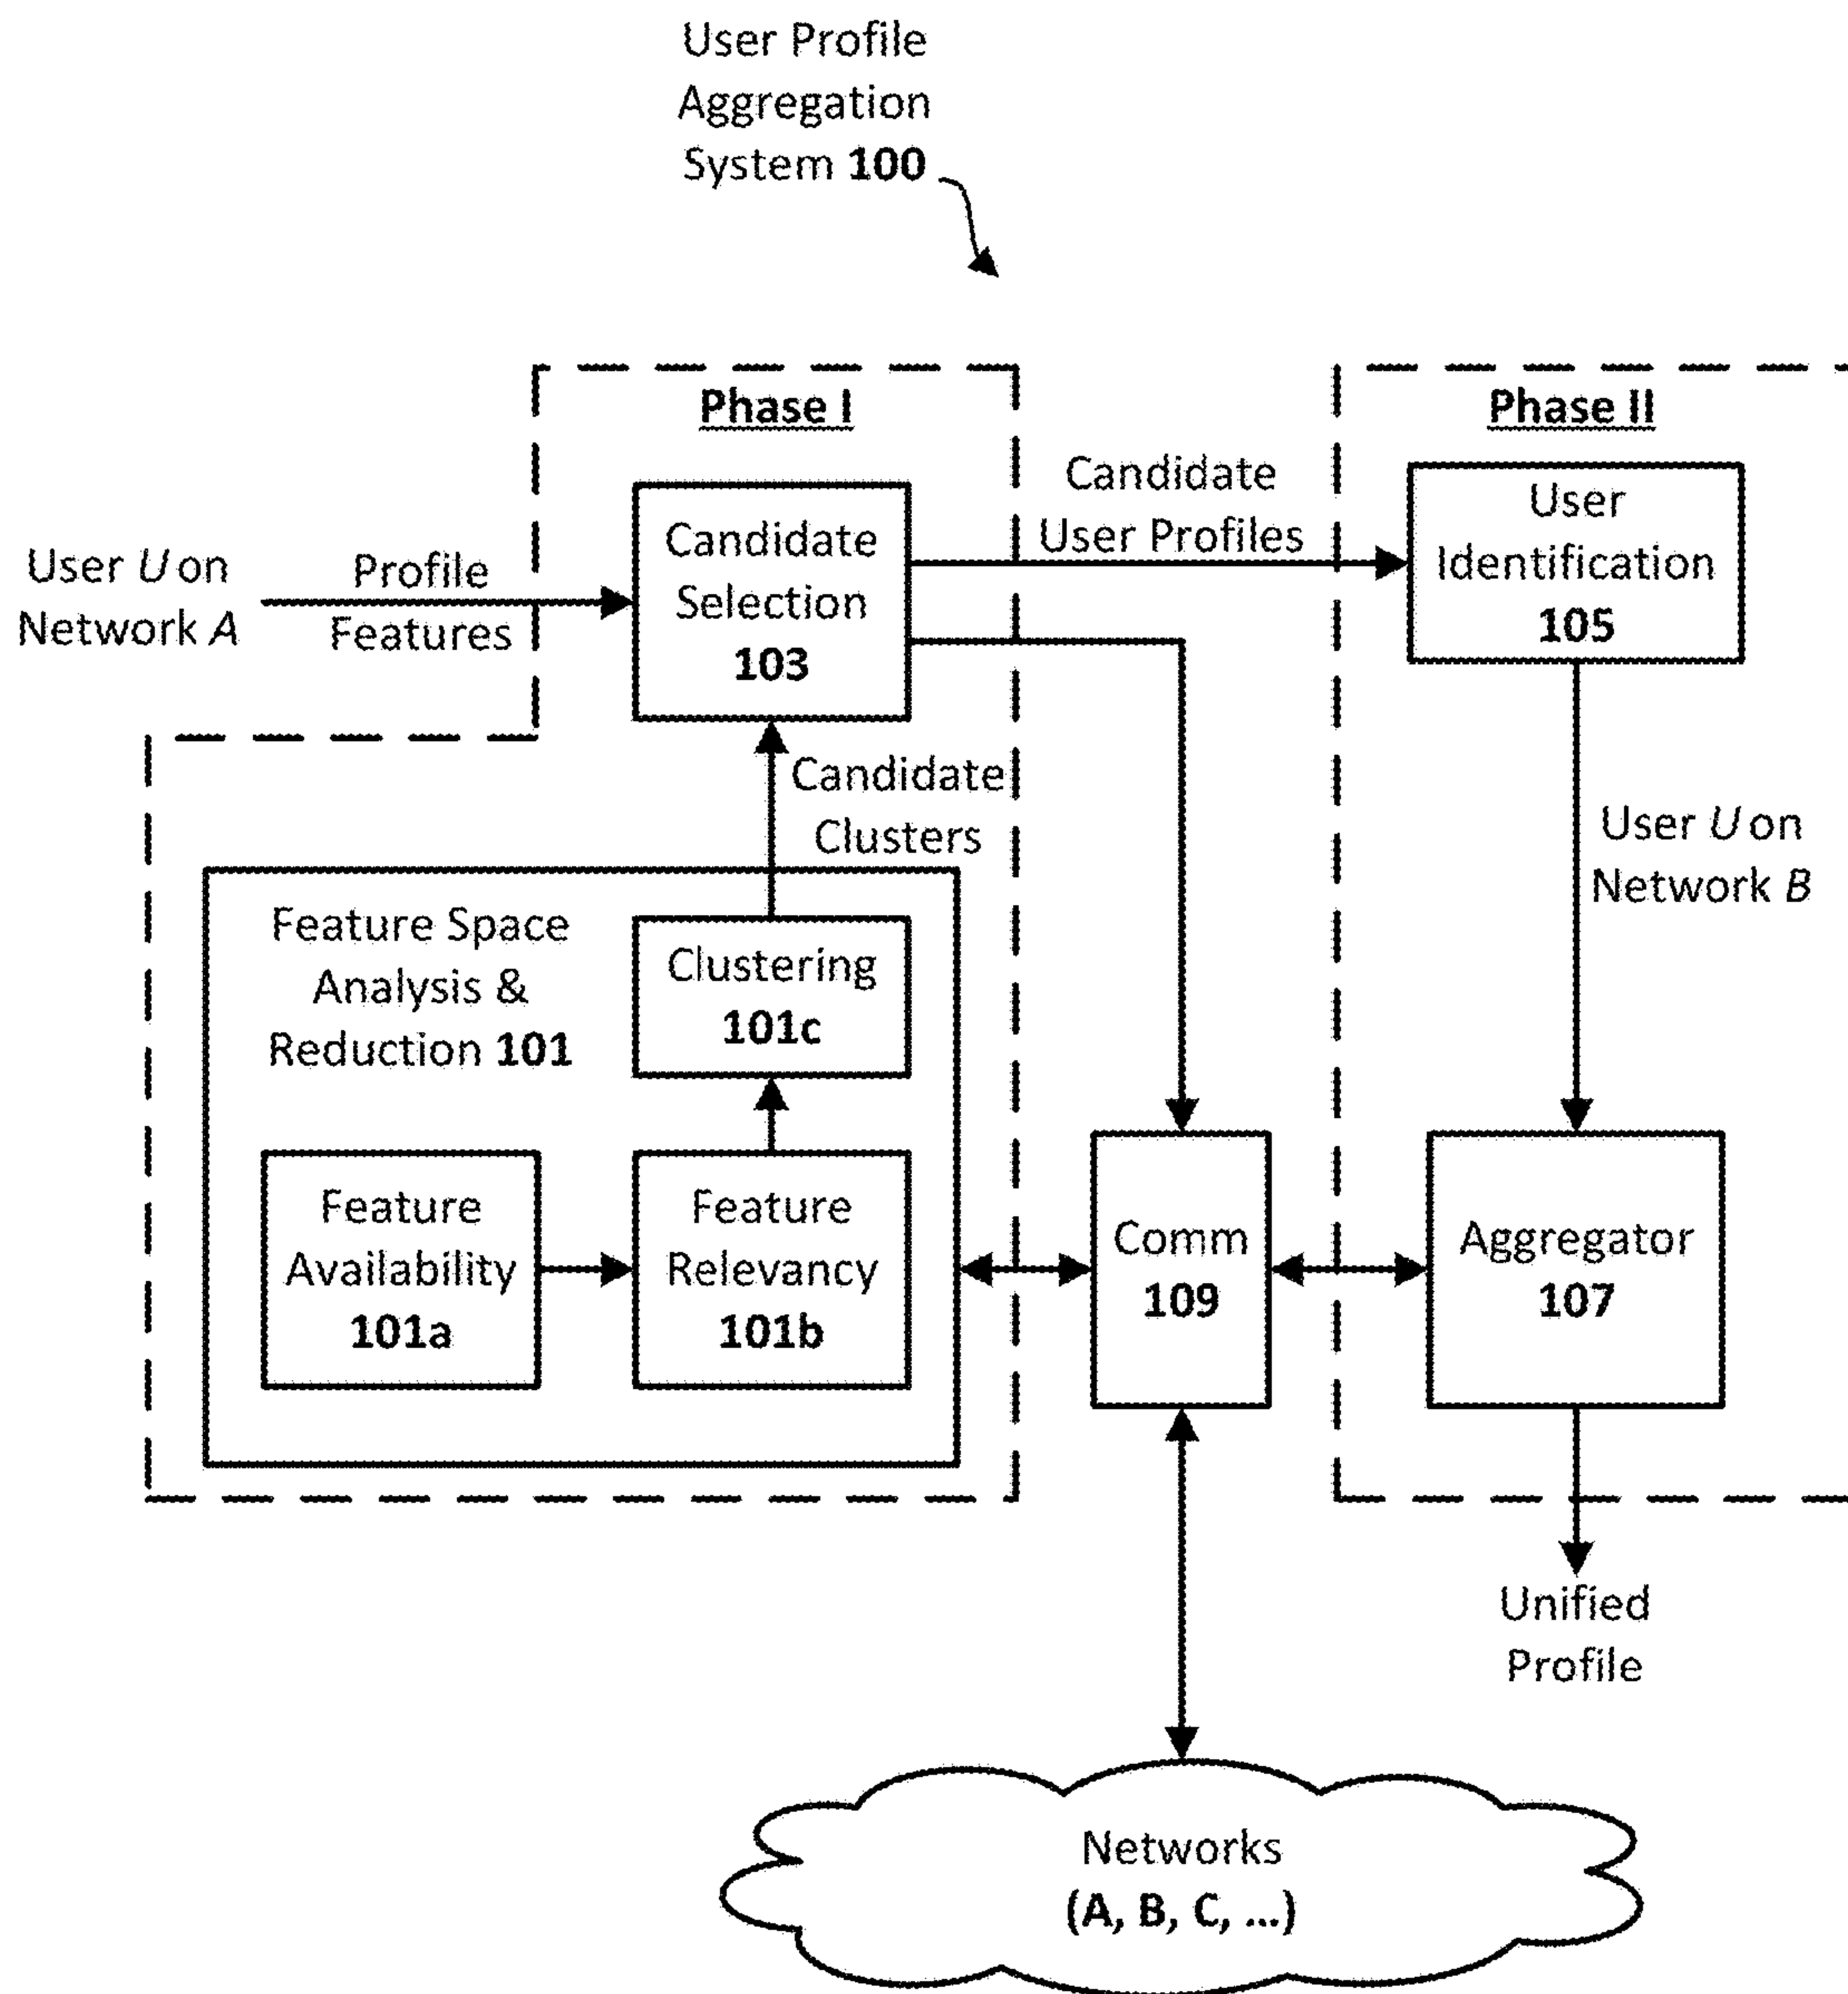 User Profile
Aggregation
System 100
Phase I
Phase II
User U on
Network A
Profile
Features
Candidate
Selection
103
Candidate
User Profiles
User
Identification
105
Candidate
Clusters
User U on
Network B
Feature Space
Analysis &
Reduction 101
Clustering
101c
Feature
Availability
101a
Feature
Relevancy
101b
Comm
109
Aggregator
107
Unified
Profile
Networks
(A, B, C, ...)